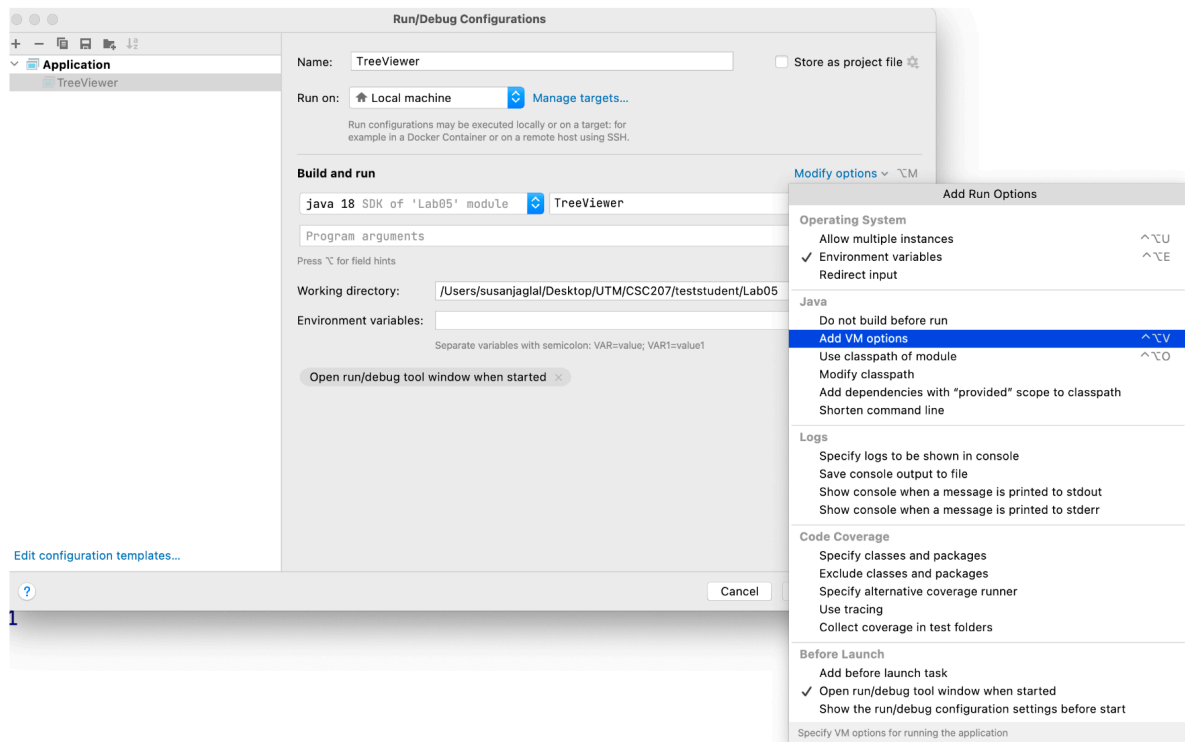 Run/Debug Configurations
Application
TreeViewer
Name: TreeViewer Store as project file
Run on: Local machine Manage targets...
Run configurations may be executed locally or on a target: for
example in a Docker Container or on a remote host using SSH.
Build and run Modify options ⌥M
java 18 SDK of 'Lab05' module TreeViewer
Program arguments
Press ⌥ for field hints
Working directory: /Users/susanjaglal/Desktop/UTM/CSC207/teststudent/Lab05
Environment variables:
Separate variables with semicolon: VAR=value; VAR1=value1
Open run/debug tool window when started
Edit configuration templates...
? Cancel
1
Add Run Options
Operating System
Allow multiple instances ^⌥U
✓ Environment variables ^⌥E
Redirect input
Java
Do not build before run
Add VM options ^⌥V
Use classpath of module ^⌥O
Modify classpath
Add dependencies with “provided” scope to classpath
Shorten command line
Logs
Specify logs to be shown in console
Save console output to file
Show console when a message is printed to stdout
Show console when a message is printed to stderr
Code Coverage
Specify classes and packages
Exclude classes and packages
Specify alternative coverage runner
Use tracing
Collect coverage in test folders
Before Launch
Add before launch task
✓ Open run/debug tool window when started
Show the run/debug configuration settings before start
Specify VM options for running the application